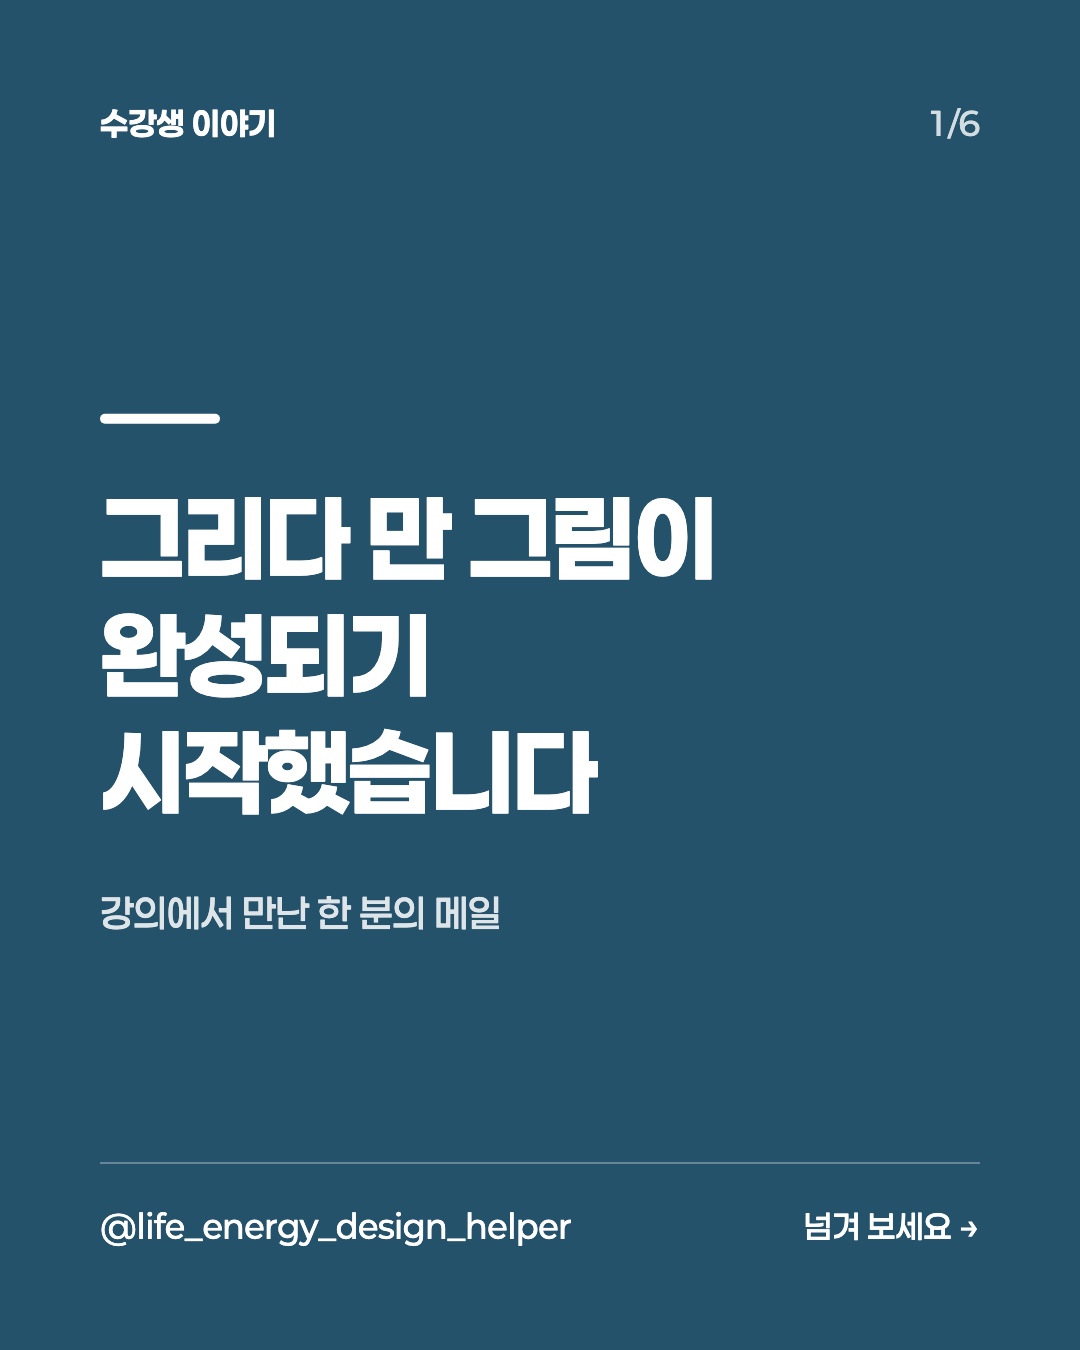 수강생 이야기
1/6
그리다 만 그림이
완성되기
시작했습니다
강의에서 만난 한 분의 메일
@life_energy_design_helper
넘겨 보세요 →